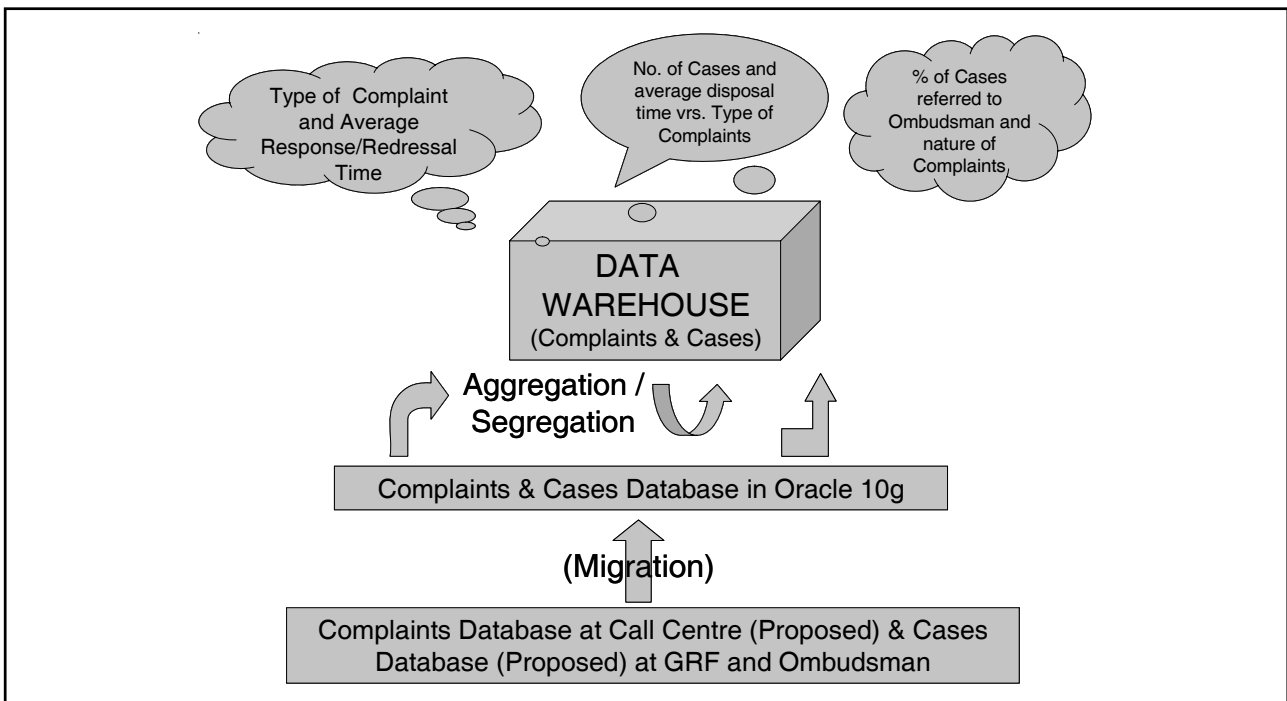 Type of Complaint
and Average
Response/Redressal
Time
No. of Cases and
average disposal
time vrs. Type of
Complaints
% of Cases
referred to
Ombudsman and
nature of
Complaints
DATA
WAREHOUSE
(Complaints & Cases)
Aggregation /
Segregation
Complaints & Cases Database in Oracle 10g
(Migration)
Complaints Database at Call Centre (Proposed) & Cases
Database (Proposed) at GRF and Ombudsman